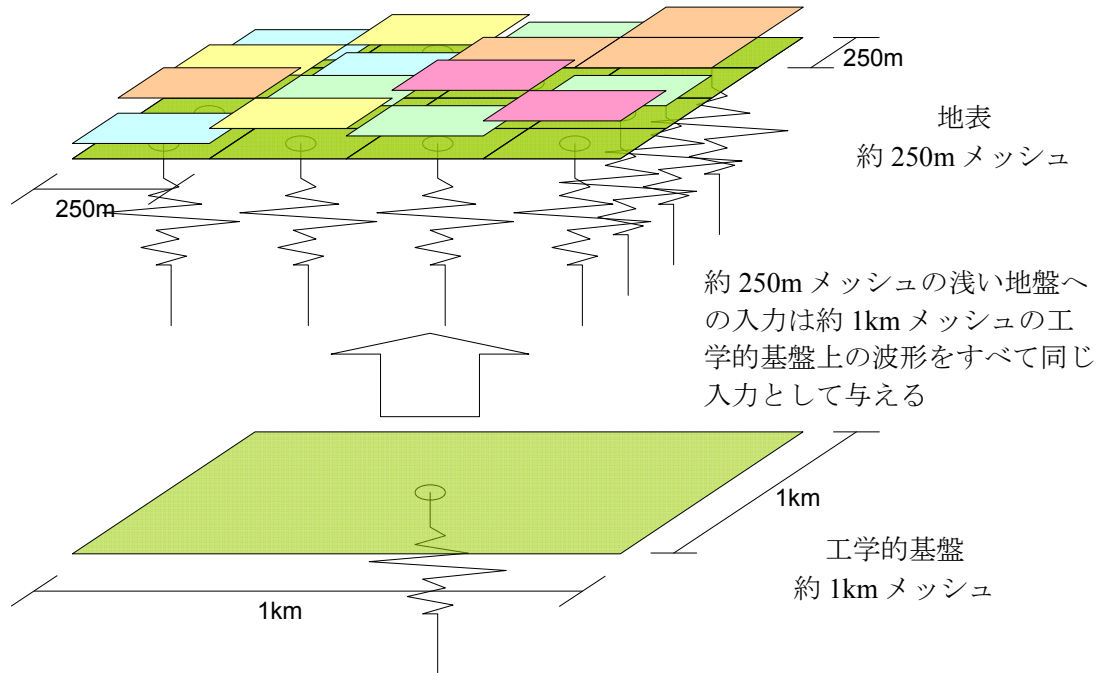 250m
地表
約 250m メッシュ
250m
約 250m メッシュの浅い地盤へ
の入力は約 1km メッシュの工
学的基盤上の波形をすべて同じ
入力として与える
1km
工学的基盤
約 1km メッシュ
1km